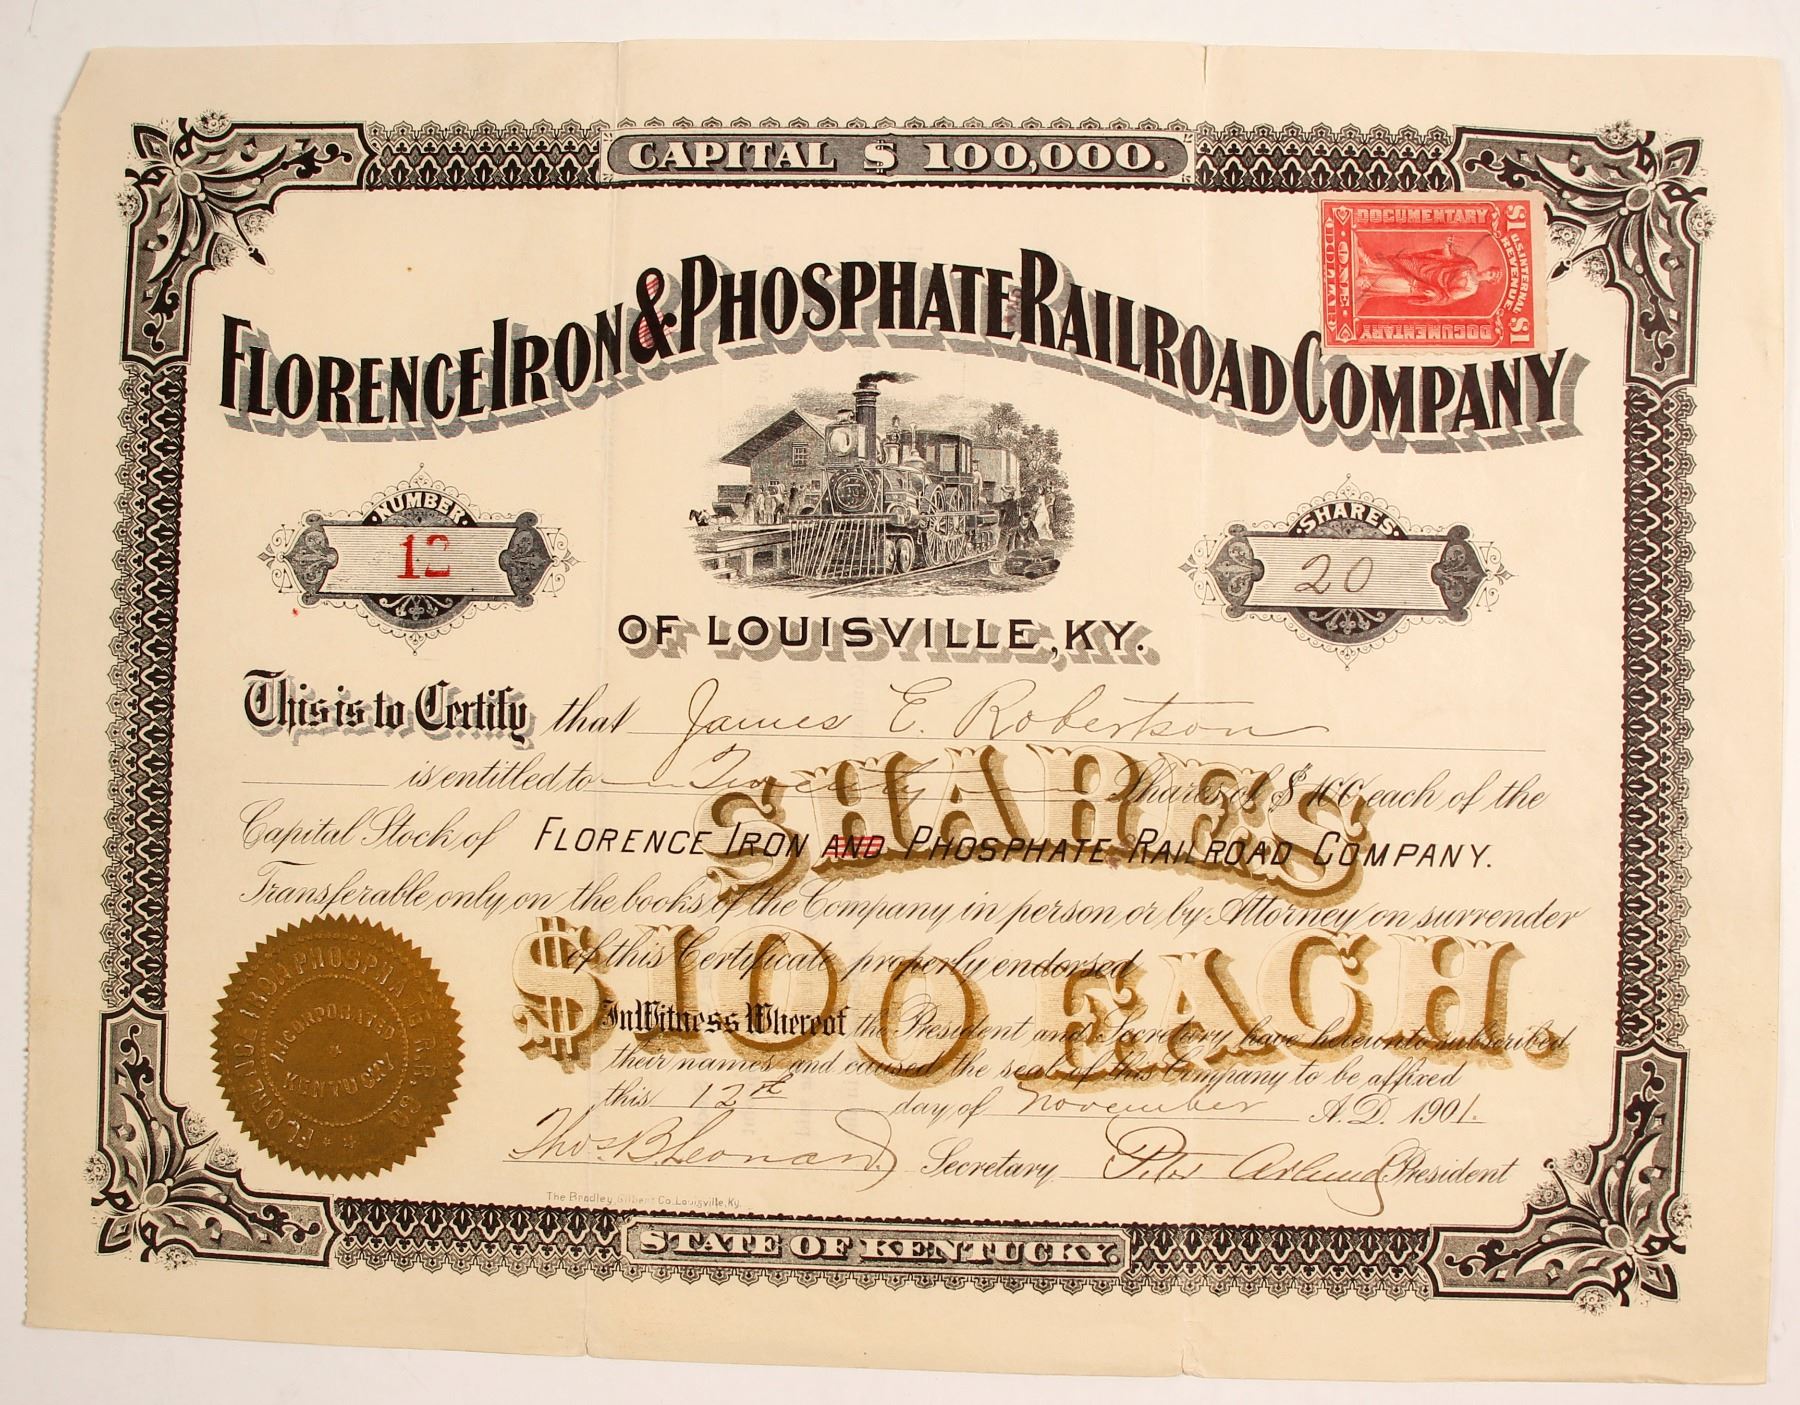 CAPITAL $ 100,000.
DOCUMENTARY
$1 U.S. INTERNAL REVENUE $1
ONE DOLLAR
DOCUMENTARY
FLORENCE IRON & PHOSPHATE RAILROAD COMPANY
NUMBER
12
SHARES
20
OF LOUISVILLE, KY.
This is to Certify that James E. Robertson
is entitled to Twenty Shares of $100 each of the
Capital Stock of FLORENCE IRON AND PHOSPHATE RAILROAD COMPANY.
Transferable only on the books of the Company in person or by Attorney on surrender
of this Certificate properly endorsed
SHARES
$100 EACH.
In Witness Whereof the President and Secretary have hereunto subscribed
their names and caused the seal of this Company to be affixed
this 12th day of November A.D. 1901.
Thos. B. Leonard, Secretary Peter President
FLORENCE IRON PHOSPHATE R.R. CO
INCORPORATED
KENTUCKY
The Bradley Gilbert Co. Louisville, Ky.
STATE OF KENTUCKY.